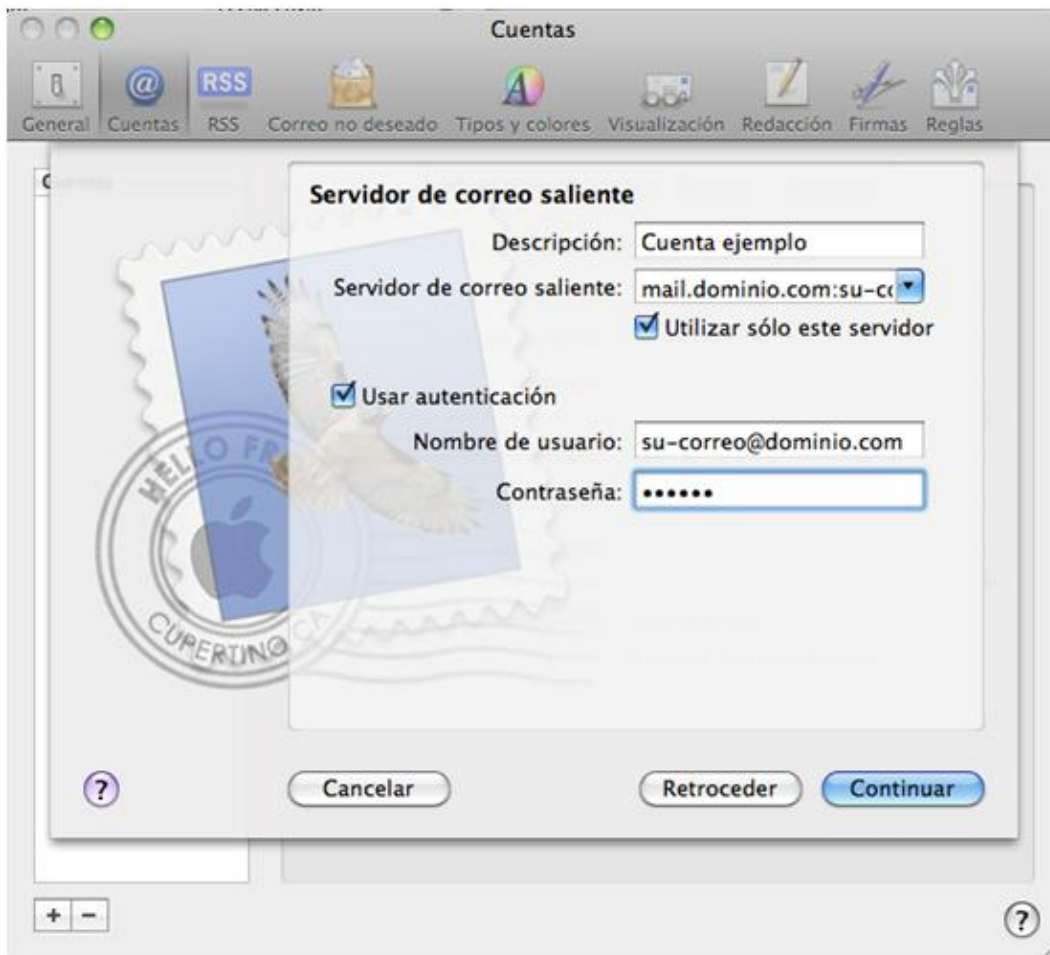 Cuentas
RSS
General Cuentas RSS Correo no deseado Tipos y colores Visualización Redacción Firmas Reglas
Servidor de correo saliente
Descripción: Cuenta ejemplo
Servidor de correo saliente: mail.dominio.com:su-co
Utilizar sólo este servidor
Usar autenticación
Nombre de usuario: su-correo@dominio.com
Contraseña: ••••••
HELLO FR
CUPERTINO CA
? Cancelar Retroceder Continuar
+ − ?